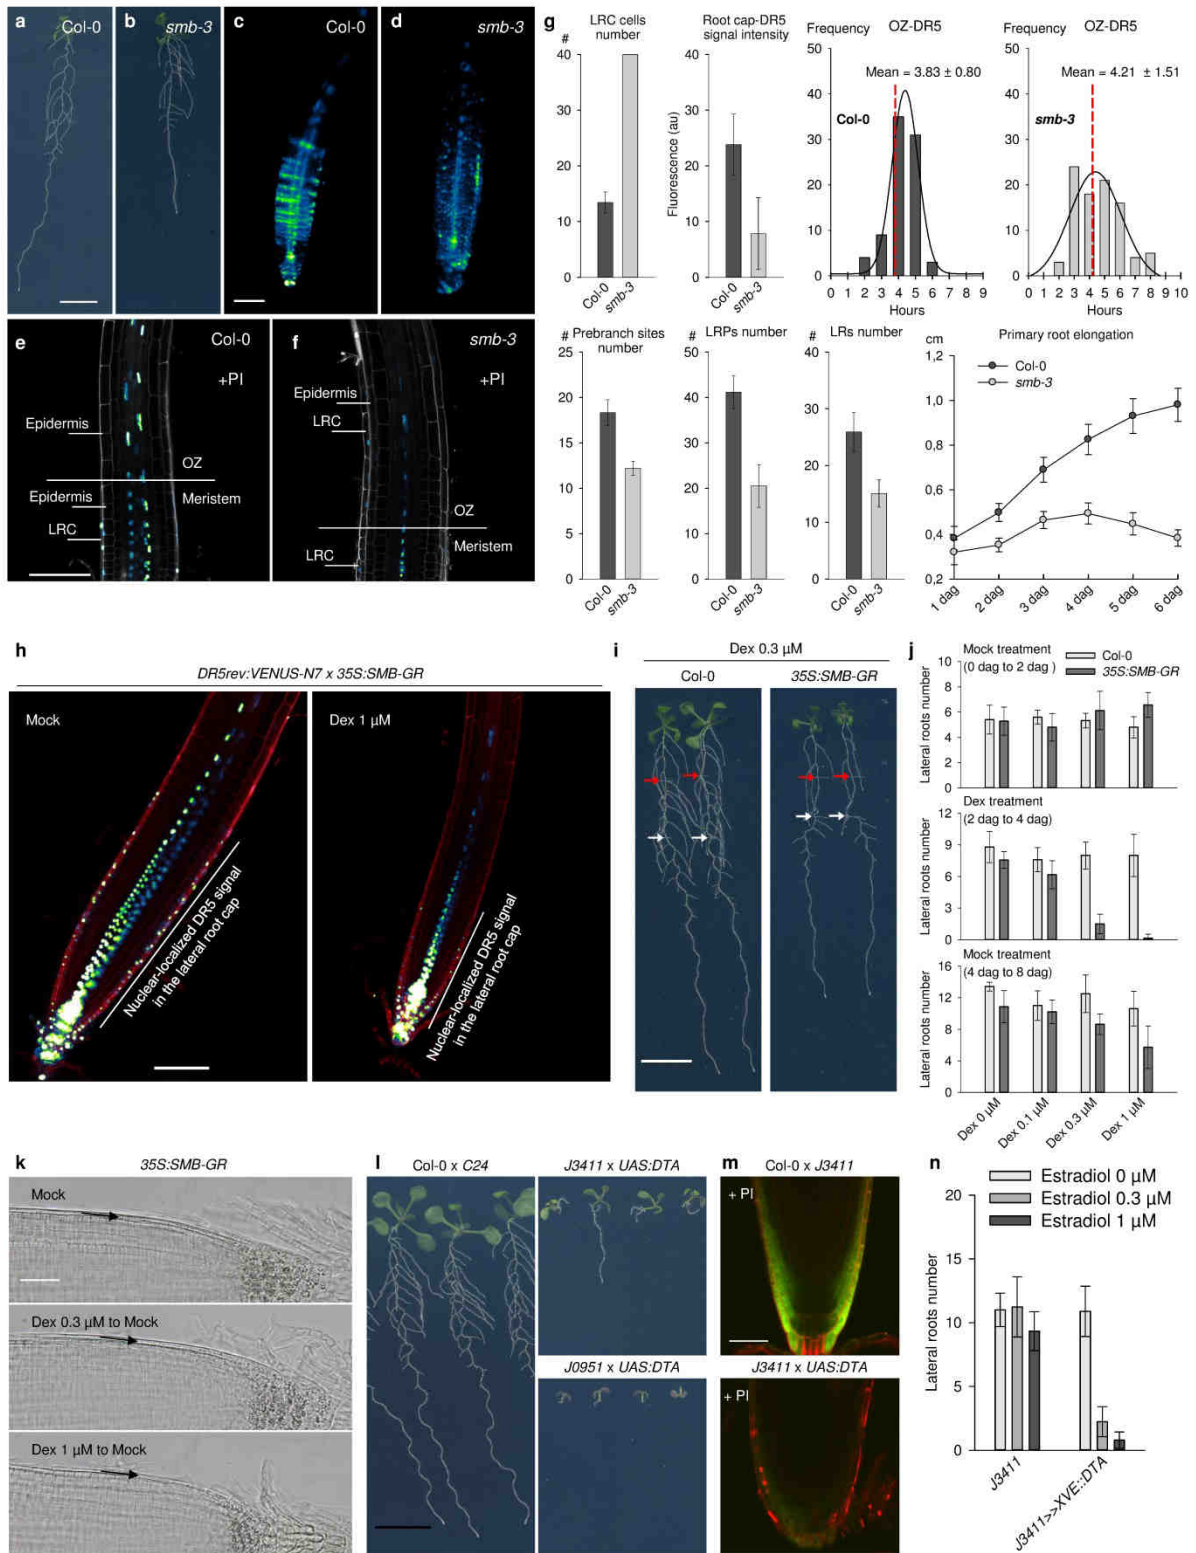 a
Col-0
b
smb-3
c
Col-0
d
smb-3
e
Col-0
+PI
Epidermis
LRC
OZ
Epidermis
Meristem
LRC
f
smb-3
+PI
Epidermis
LRC
OZ
Meristem
LRC
g
LRC cells
number
#
40
30
20
10
0
Col-0
smb-3
Root cap-DR5
signal intensity
Fluorescence (au)
40
30
20
10
0
Col-0
smb-3
Frequency
OZ-DR5
50
40
30
20
10
0
Mean = 3.83 ± 0.80
Col-0
0 1 2 3 4 5 6 7 8 9
Hours
Frequency
OZ-DR5
50
40
30
20
10
0
Mean = 4.21 ± 1.51
smb-3
0 1 2 3 4 5 6 7 8 9 10
Hours
Prebranch sites
number
#
25
20
15
10
5
0
Col-0
smb-3
LRPs number
#
50
40
30
20
10
0
Col-0
smb-3
LRs number
#
40
30
20
10
0
Col-0
smb-3
Primary root elongation
cm
1,2
1,0
0,8
0,6
0,4
0,2
Col-0
smb-3
1 dag
2 dag
3 dag
4 dag
5 dag
6 dag
h
DR5rev:VENUS-N7 x 35S:SMB-GR
Mock
Nuclear-localized DR5 signal
in the lateral root cap
Dex 1 µM
Nuclear-localized DR5 signal
in the lateral root cap
i
Dex 0.3 µM
Col-0
35S:SMB-GR
j
Mock treatment
(0 dag to 2 dag )
Col-0
35S:SMB-GR
Lateral roots number
10
8
6
4
2
0
Dex treatment
(2 dag to 4 dag)
Lateral roots number
12
9
6
3
0
Mock treatment
(4 dag to 8 dag)
Lateral roots number
16
12
8
4
0
Dex 0 µM
Dex 0.1 µM
Dex 0.3 µM
Dex 1 µM
k
35S:SMB-GR
Mock
Dex 0.3 µM to Mock
Dex 1 µM to Mock
l
Col-0 x C24
J3411 x UAS:DTA
J0951 x UAS:DTA
m
Col-0 x J3411
+ PI
J3411 x UAS:DTA
+ PI
n
Estradiol 0 µM
Estradiol 0.3 µM
Estradiol 1 µM
Lateral roots number
20
15
10
5
0
J3411
J3411>>XVE::DTA